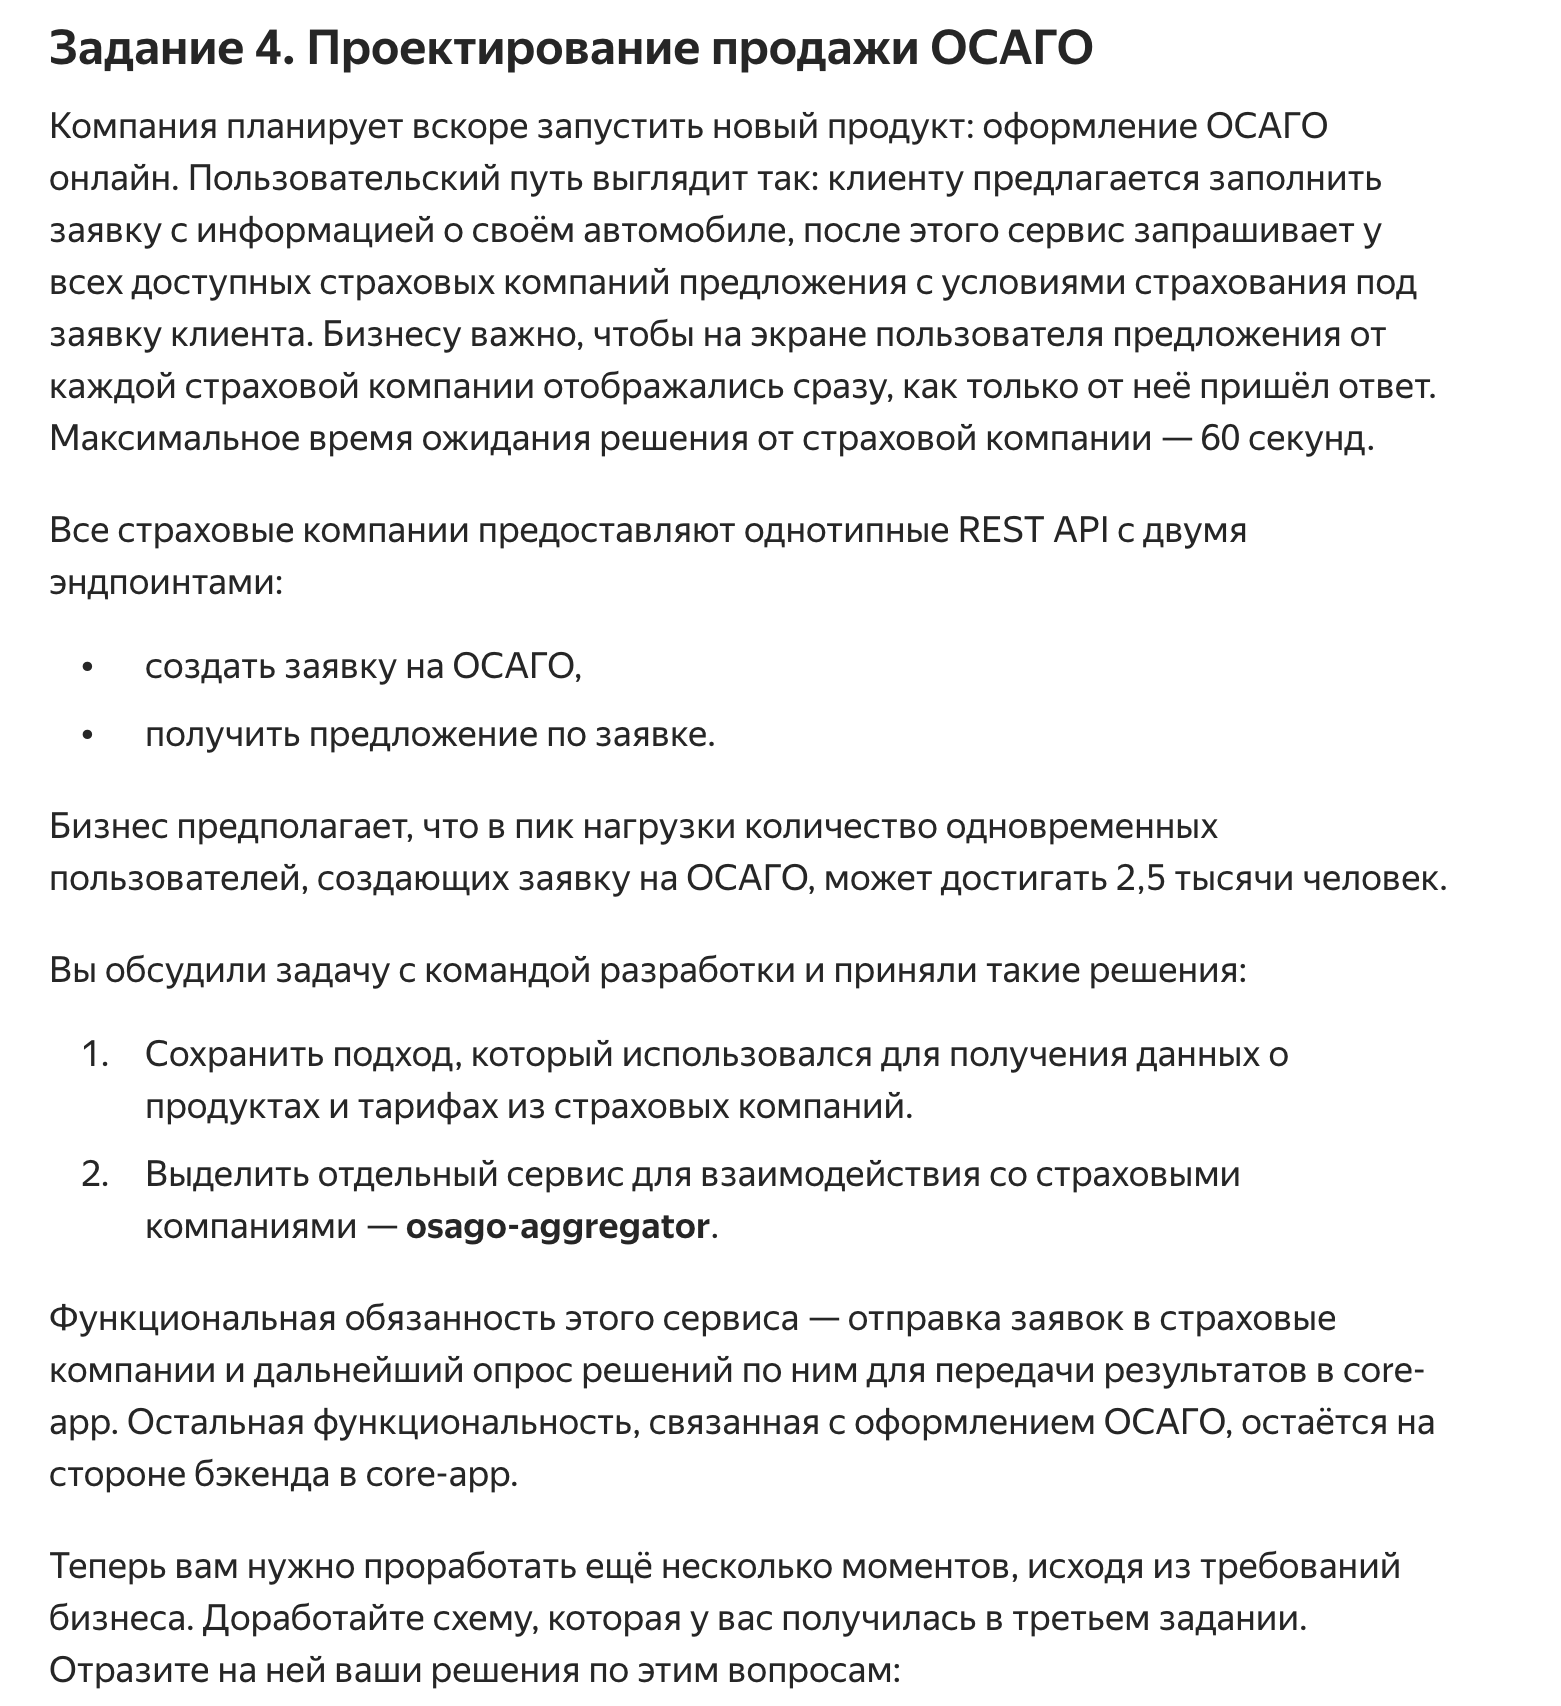 Задание 4. Проектирование продажи ОСАГО
Компания планирует вскоре запустить новый продукт: оформление ОСАГО
онлайн. Пользовательский путь выглядит так: клиенту предлагается заполнить
заявку с информацией о своём автомобиле, после этого сервис запрашивает у
всех доступных страховых компаний предложения с условиями страхования под
заявку клиента. Бизнесу важно, чтобы на экране пользователя предложения от
каждой страховой компании отображались сразу, как только от неё пришёл ответ.
Максимальное время ожидания решения от страховой компании — 60 секунд.
Все страховые компании предоставляют однотипные REST API с двумя
эндпоинтами:
• создать заявку на ОСАГО,
• получить предложение по заявке.
Бизнес предполагает, что в пик нагрузки количество одновременных
пользователей, создающих заявку на ОСАГО, может достигать 2,5 тысячи человек.
Вы обсудили задачу с командой разработки и приняли такие решения:
1. Сохранить подход, который использовался для получения данных о
продуктах и тарифах из страховых компаний.
2. Выделить отдельный сервис для взаимодействия со страховыми
компаниями — osago-aggregator.
Функциональная обязанность этого сервиса — отправка заявок в страховые
компании и дальнейший опрос решений по ним для передачи результатов в core-
app. Остальная функциональность, связанная с оформлением ОСАГО, остаётся на
стороне бэкенда в core-app.
Теперь вам нужно проработать ещё несколько моментов, исходя из требований
бизнеса. Доработайте схему, которая у вас получилась в третьем задании.
Отразите на ней ваши решения по этим вопросам: